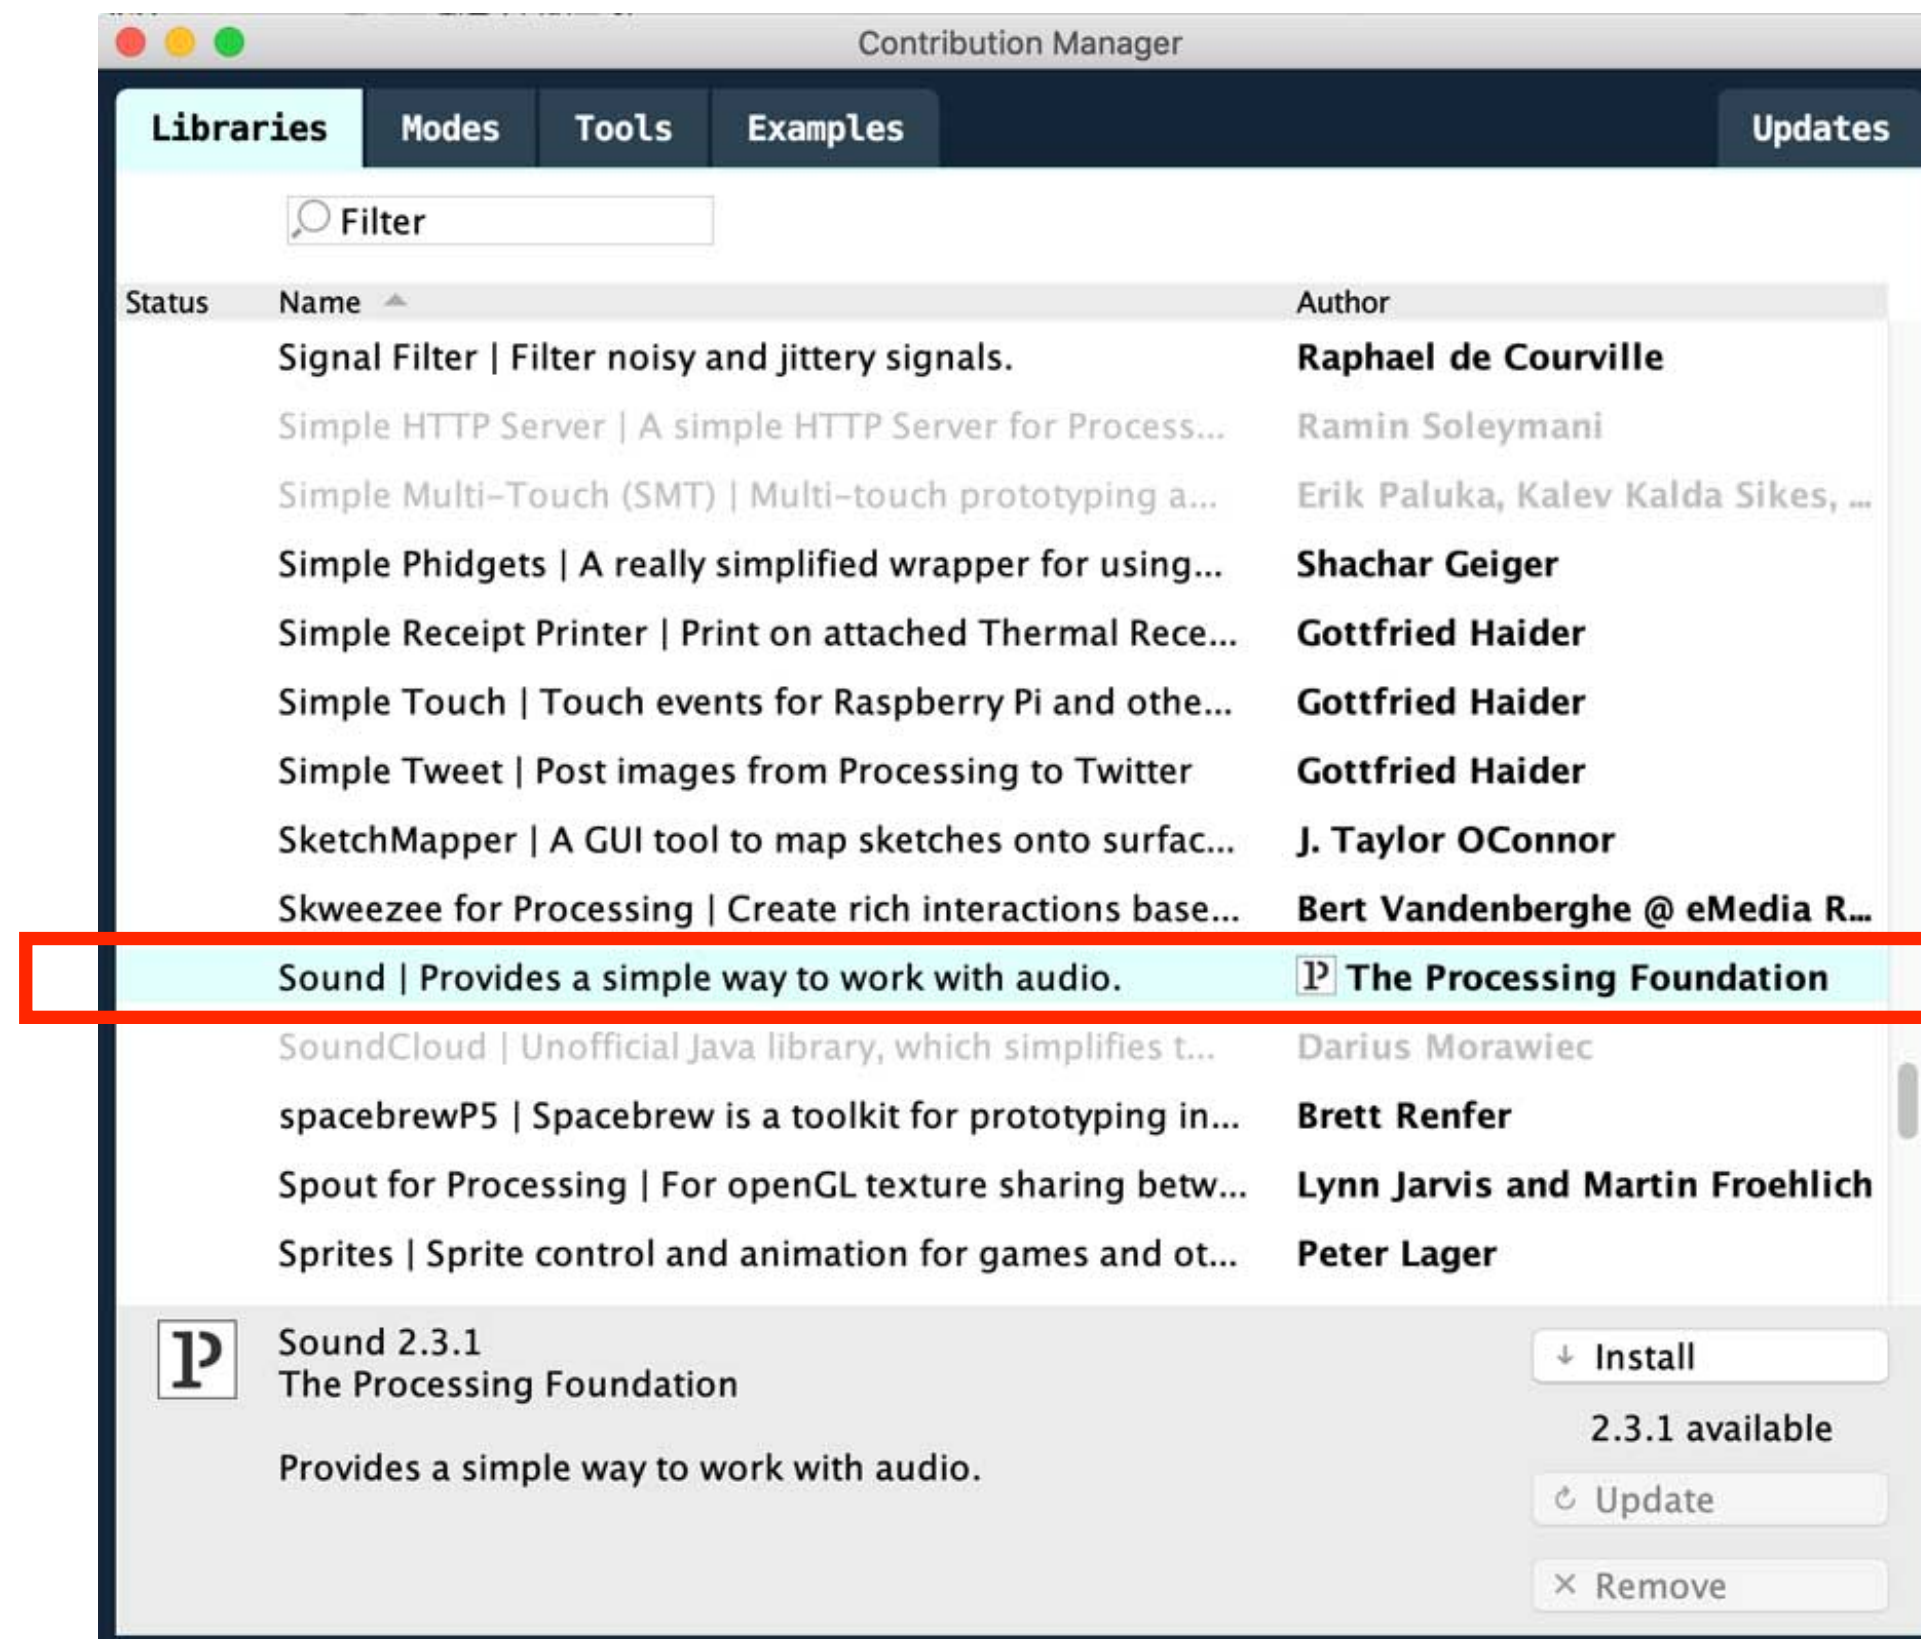 Contribution Manager
Libraries Modes Tools Examples Updates
Filter
Status Name Author
Signal Filter | Filter noisy and jittery signals. Raphael de Courville
Simple HTTP Server | A simple HTTP Server for Process... Ramin Soleymani
Simple Multi-Touch (SMT) | Multi-touch prototyping a... Erik Paluka, Kalev Kalda Sikes, ...
Simple Phidgets | A really simplified wrapper for using... Shachar Geiger
Simple Receipt Printer | Print on attached Thermal Rece... Gottfried Haider
Simple Touch | Touch events for Raspberry Pi and othe... Gottfried Haider
Simple Tweet | Post images from Processing to Twitter Gottfried Haider
SketchMapper | A GUI tool to map sketches onto surfac... J. Taylor OConnor
Skweezee for Processing | Create rich interactions base... Bert Vandenberghe @ eMedia R...
Sound | Provides a simple way to work with audio. P The Processing Foundation
SoundCloud | Unofficial Java library, which simplifies t... Darius Morawiec
spacebrewP5 | Spacebrew is a toolkit for prototyping in... Brett Renfer
Spout for Processing | For openGL texture sharing betw... Lynn Jarvis and Martin Froehlich
Sprites | Sprite control and animation for games and ot... Peter Lager
P Sound 2.3.1
The Processing Foundation
Provides a simple way to work with audio.
Install
2.3.1 available
Update
Remove